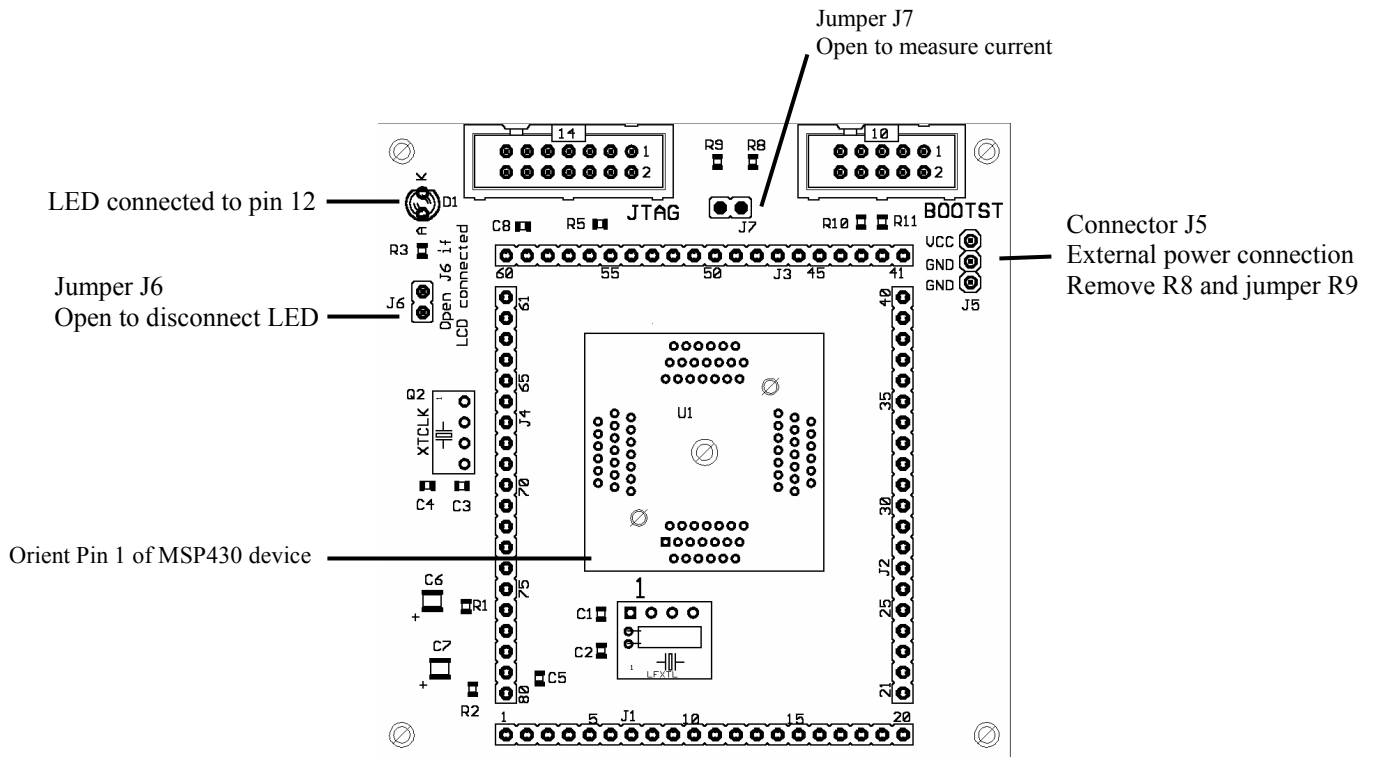 Jumper J7
Open to measure current
14
10
1
2
1
2
R9
R8
K
D1
A
LED connected to pin 12
JTAG
J7
BOOTST
C8
R5
R10
R11
R3
VCC
GND
GND
J5
Connector J5
External power connection
Remove R8 and jumper R9
60
55
50
J3
45
41
Jumper J6
Open to disconnect LED
J6
Open J6 if
LCD connected
61
40
65
35
Q2
1
XTCLK
J4
U1
70
30
C4
C3
Orient Pin 1 of MSP430 device
J2
75
25
C6
+
R1
1
C1
C2
1
LFXTL
C7
+
C5
R2
80
21
1
5
J1
10
15
20